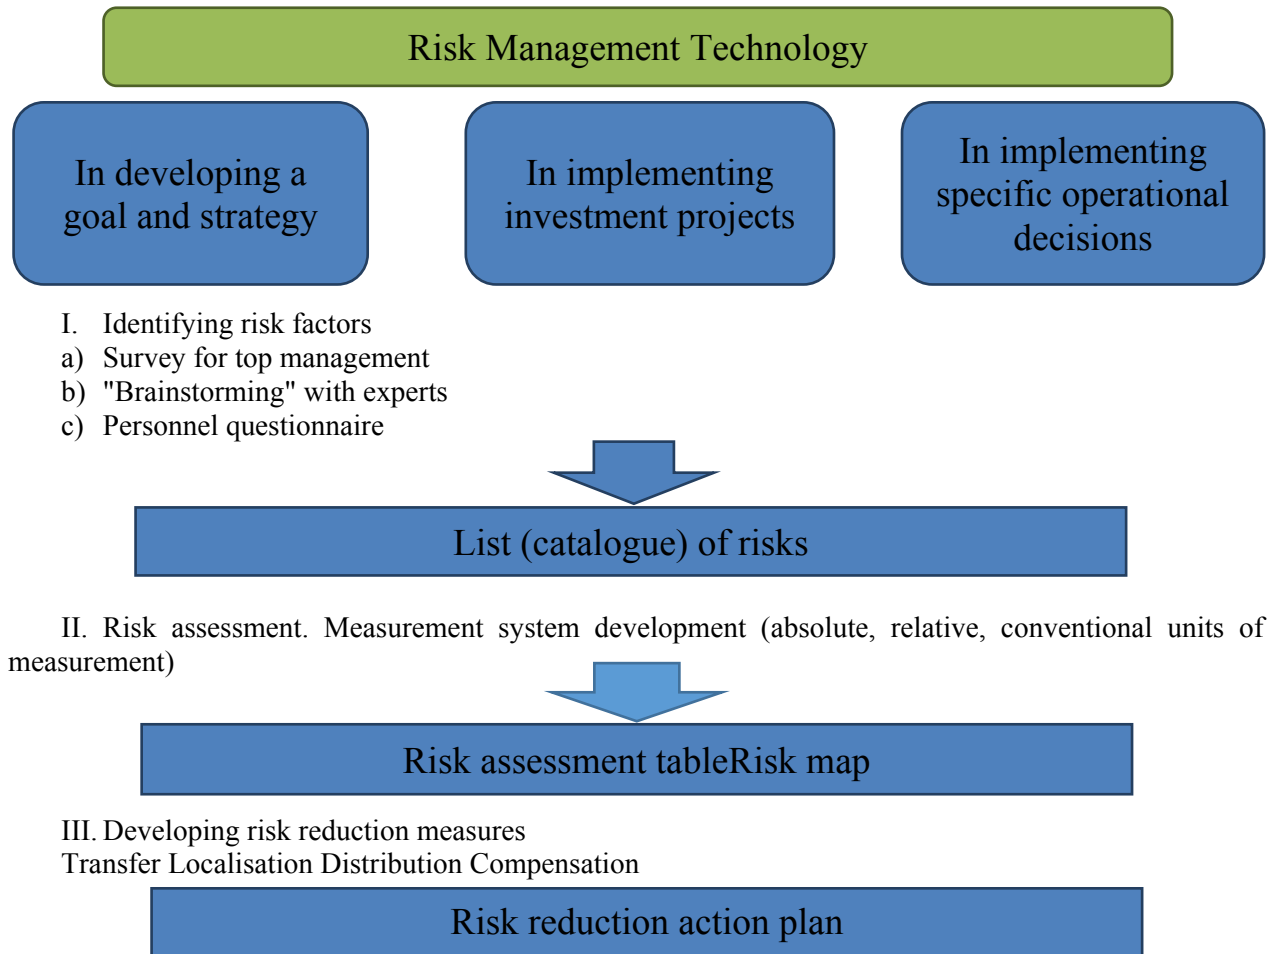 Risk Management Technology
In developing a
goal and strategy
In implementing
investment projects
In implementing
specific operational
decisions
I. Identifying risk factors
a) Survey for top management
b) "Brainstorming" with experts
c) Personnel questionnaire
List (catalogue) of risks
II. Risk assessment. Measurement system development (absolute, relative, conventional units of
measurement)
Risk assessment tableRisk map
III. Developing risk reduction measures
Transfer Localisation Distribution Compensation
Risk reduction action plan